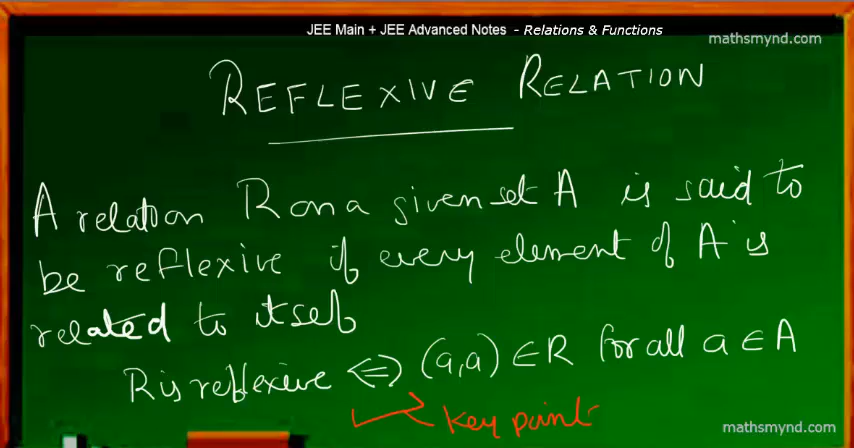 JEE Main + JEE Advanced Notes - Relations & Functions
mathsmynd.com
REFLEXIVE RELATION
A relation R on a given set A is said to
be reflexive if every element of A is
related to itself
R is reflexive ⇔ (a,a) ∈ R for all a ∈ A
Key point
mathsmynd.com